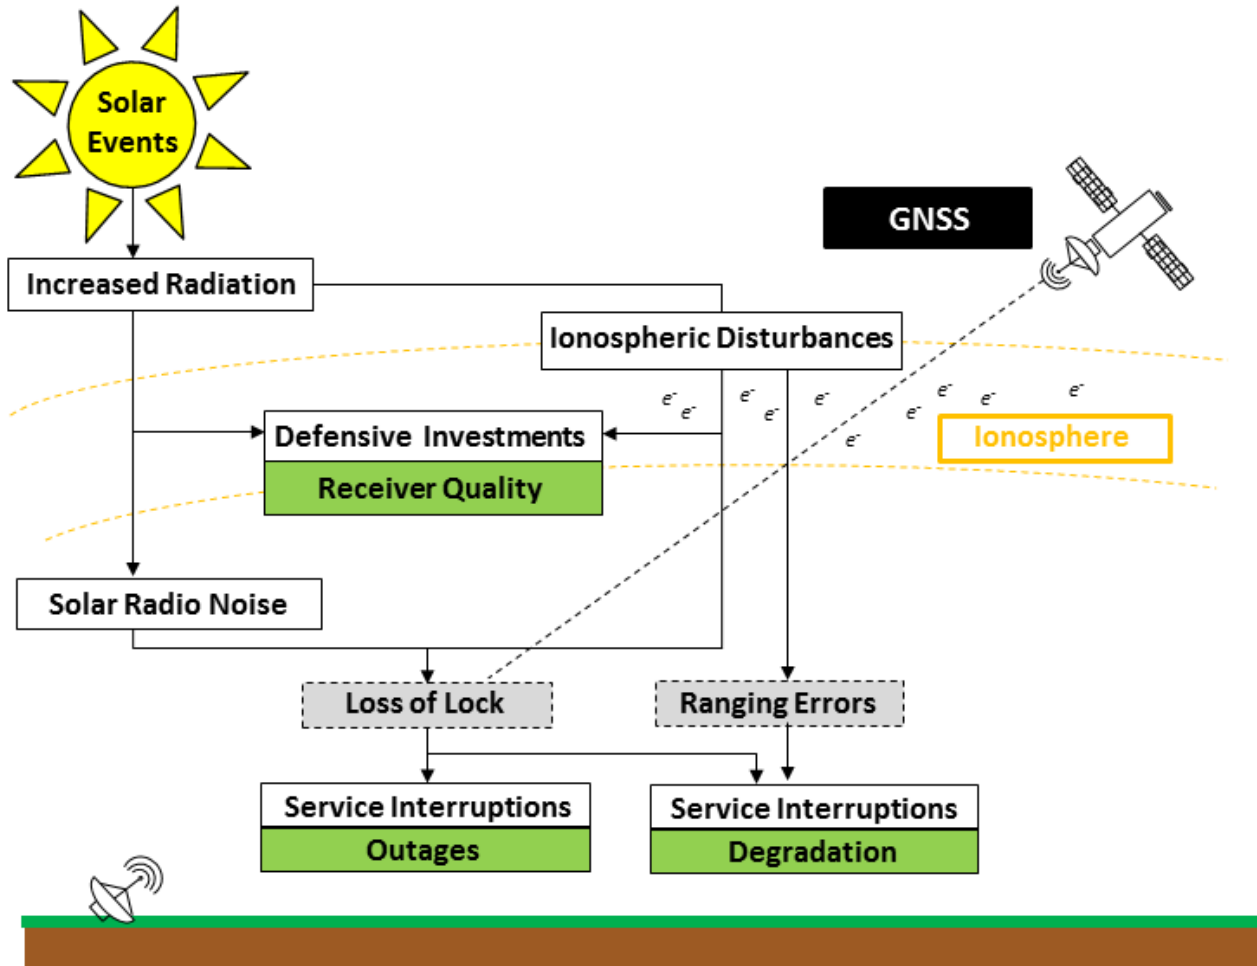 Solar
Events
GNSS
Increased Radiation
Ionospheric Disturbances
e-
e-
e-
e-
e-
e-
e-
e-
e-
e-
Defensive Investments
Ionosphere
Receiver Quality
Solar Radio Noise
Loss of Lock
Ranging Errors
Service Interruptions
Service Interruptions
Outages
Degradation